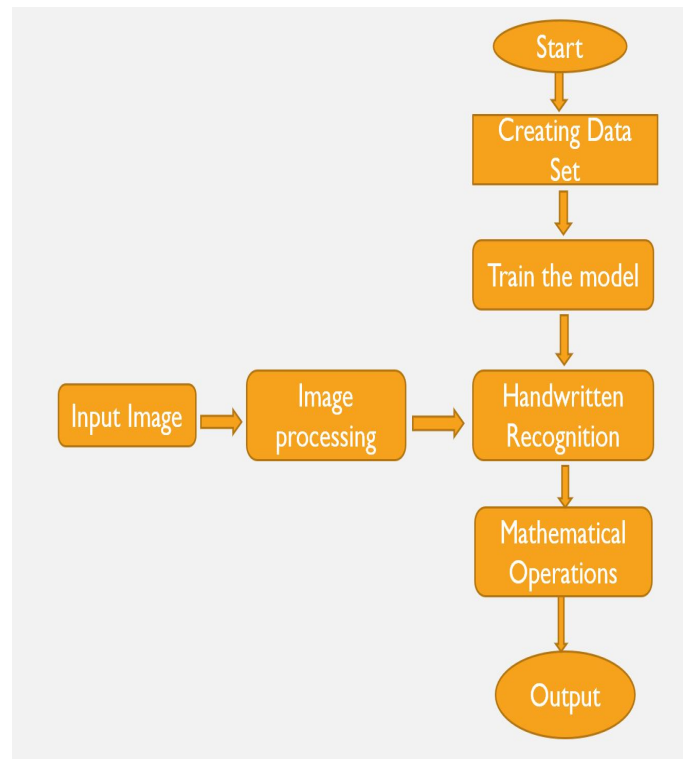 Start
Creating Data
Set
Train the model
Input Image
Image
processing
Handwritten
Recognition
Mathematical
Operations
Output